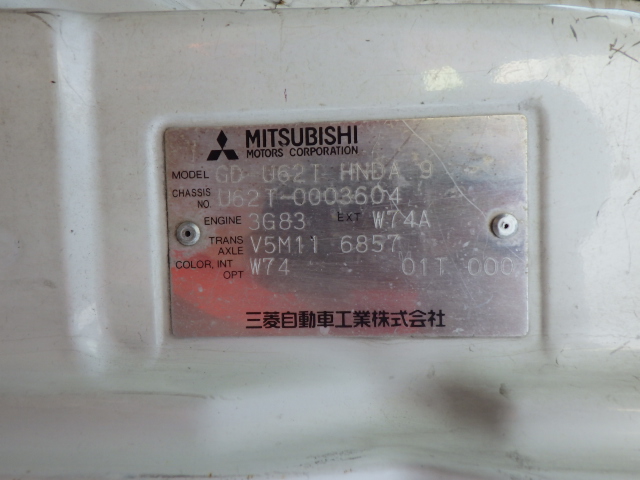 MITSUBISHI
MOTORS CORPORATION
MODEL GD U62T HNDA 9
CHASSIS NO. U62T-0003604
ENGINE 3G83 EXT W74A
TRANS AXLE V5M11 6857
COLOR, INT OPT W74 01T 000
三菱自動車工業株式会社